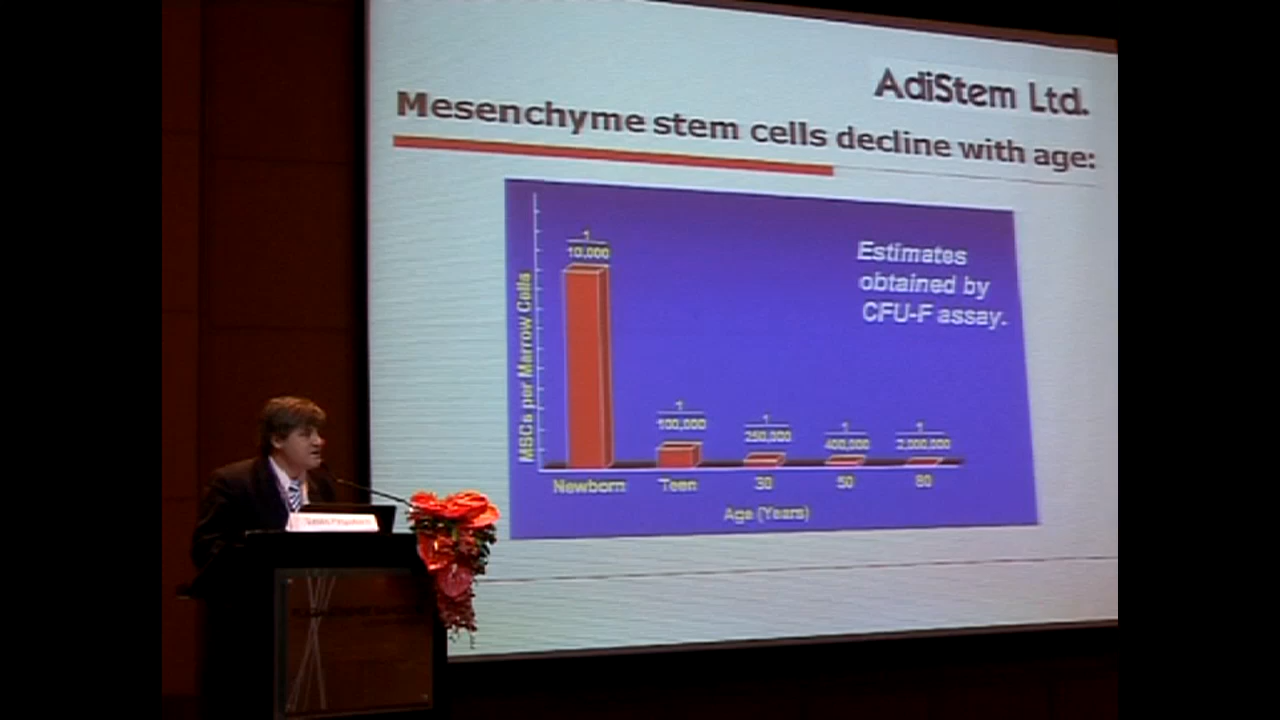 AdiStem Ltd.
Mesenchyme stem cells decline with age:
Estimates
obtained by
CFU-F assay.
MSCs per Marrow Cells
1
10,000
1
100,000
1
250,000
1
400,000
1
2,000,000
Newborn Teen 30 50 80
Age (Years)